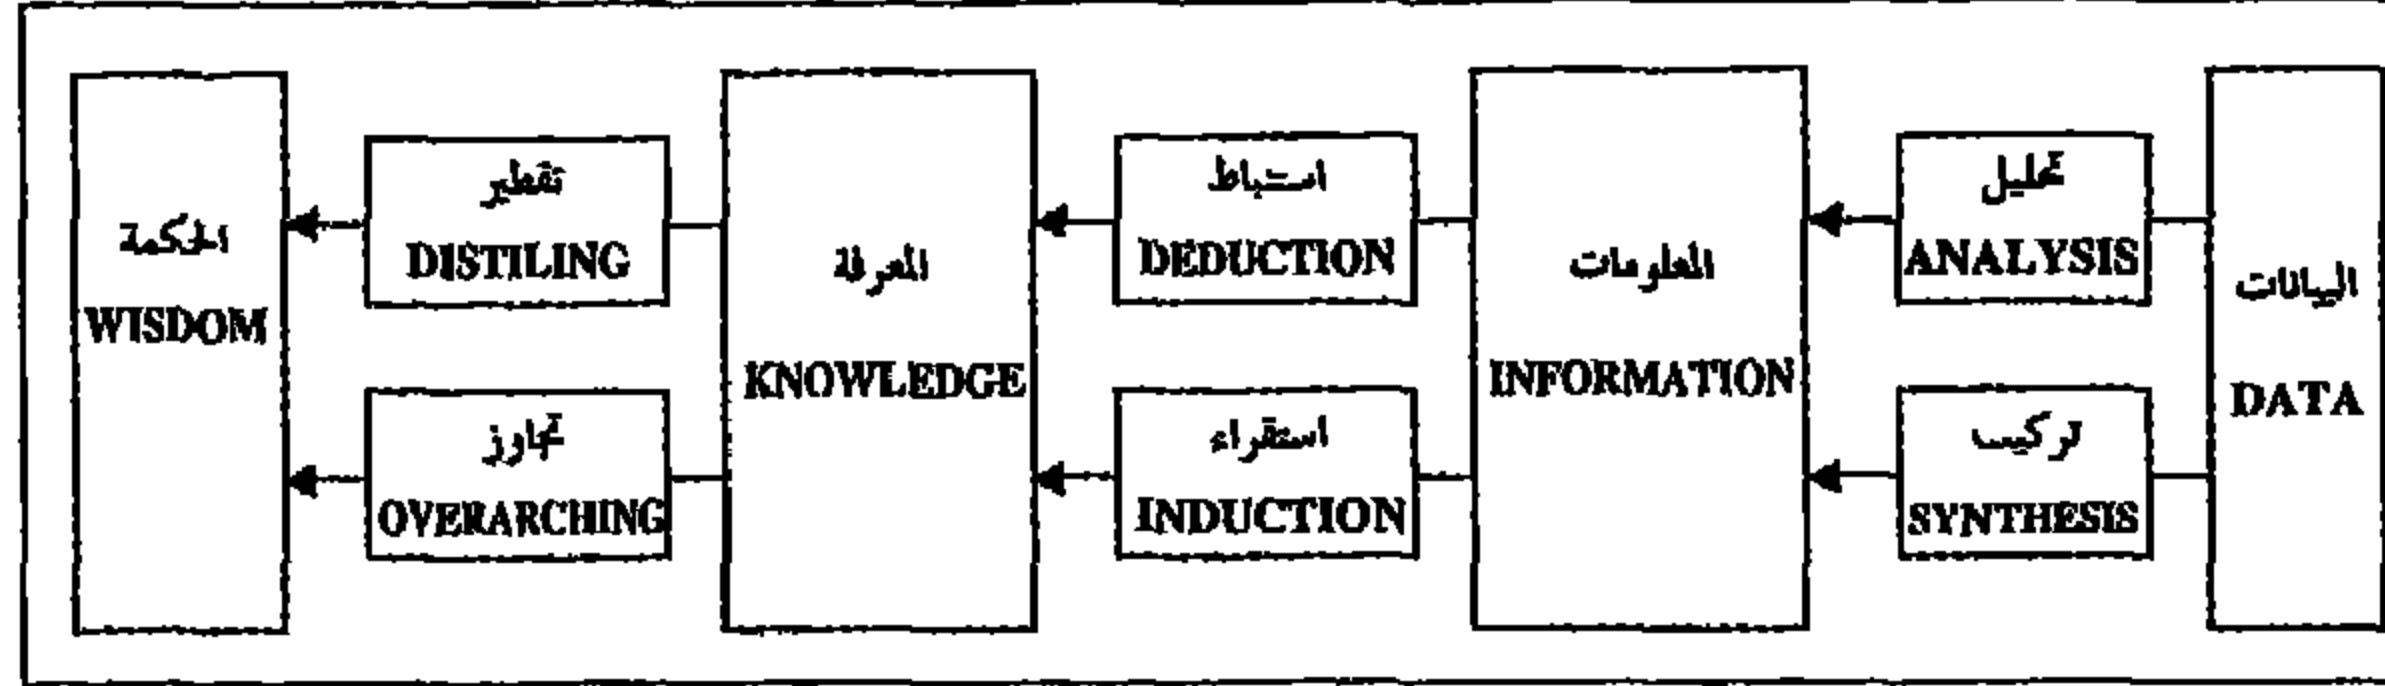 البيانات
DATA
تحليل
ANALYSIS
تركيب
SYNTHESIS
المعلومات
INFORMATION
استنباط
DEDUCTION
استقراء
INDUCTION
المعرفة
KNOWLEDGE
تقطير
DISTILING
تجاوز
OVERARCHING
الحكمة
WISDOM